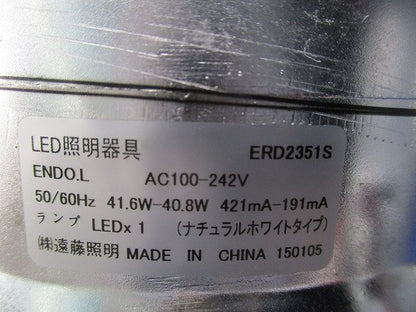 LED照明器具 ERD2351S
ENDO.L AC100-242V
50/60Hz 41.6W-40.8W 421mA-191mA
ランプ LED× 1 (ナチュラルホワイトタイプ)
㈱遠藤照明 MADE IN CHINA 150105